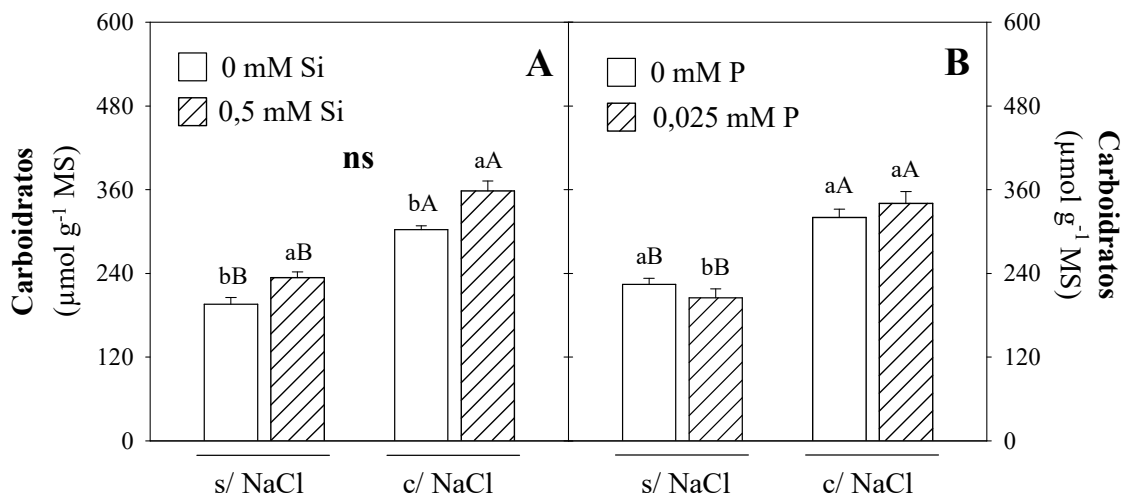 Carboidratos
(µmol g⁻¹ MS)
600
480
360
240
120
0
0 mM Si
0,5 mM Si
A
ns
bB
aB
bA
aA
s/ NaCl
c/ NaCl
0 mM P
0,025 mM P
B
aB
bB
aA
aA
s/ NaCl
c/ NaCl
600
480
360
240
120
0
Carboidratos
(µmol g⁻¹ MS)